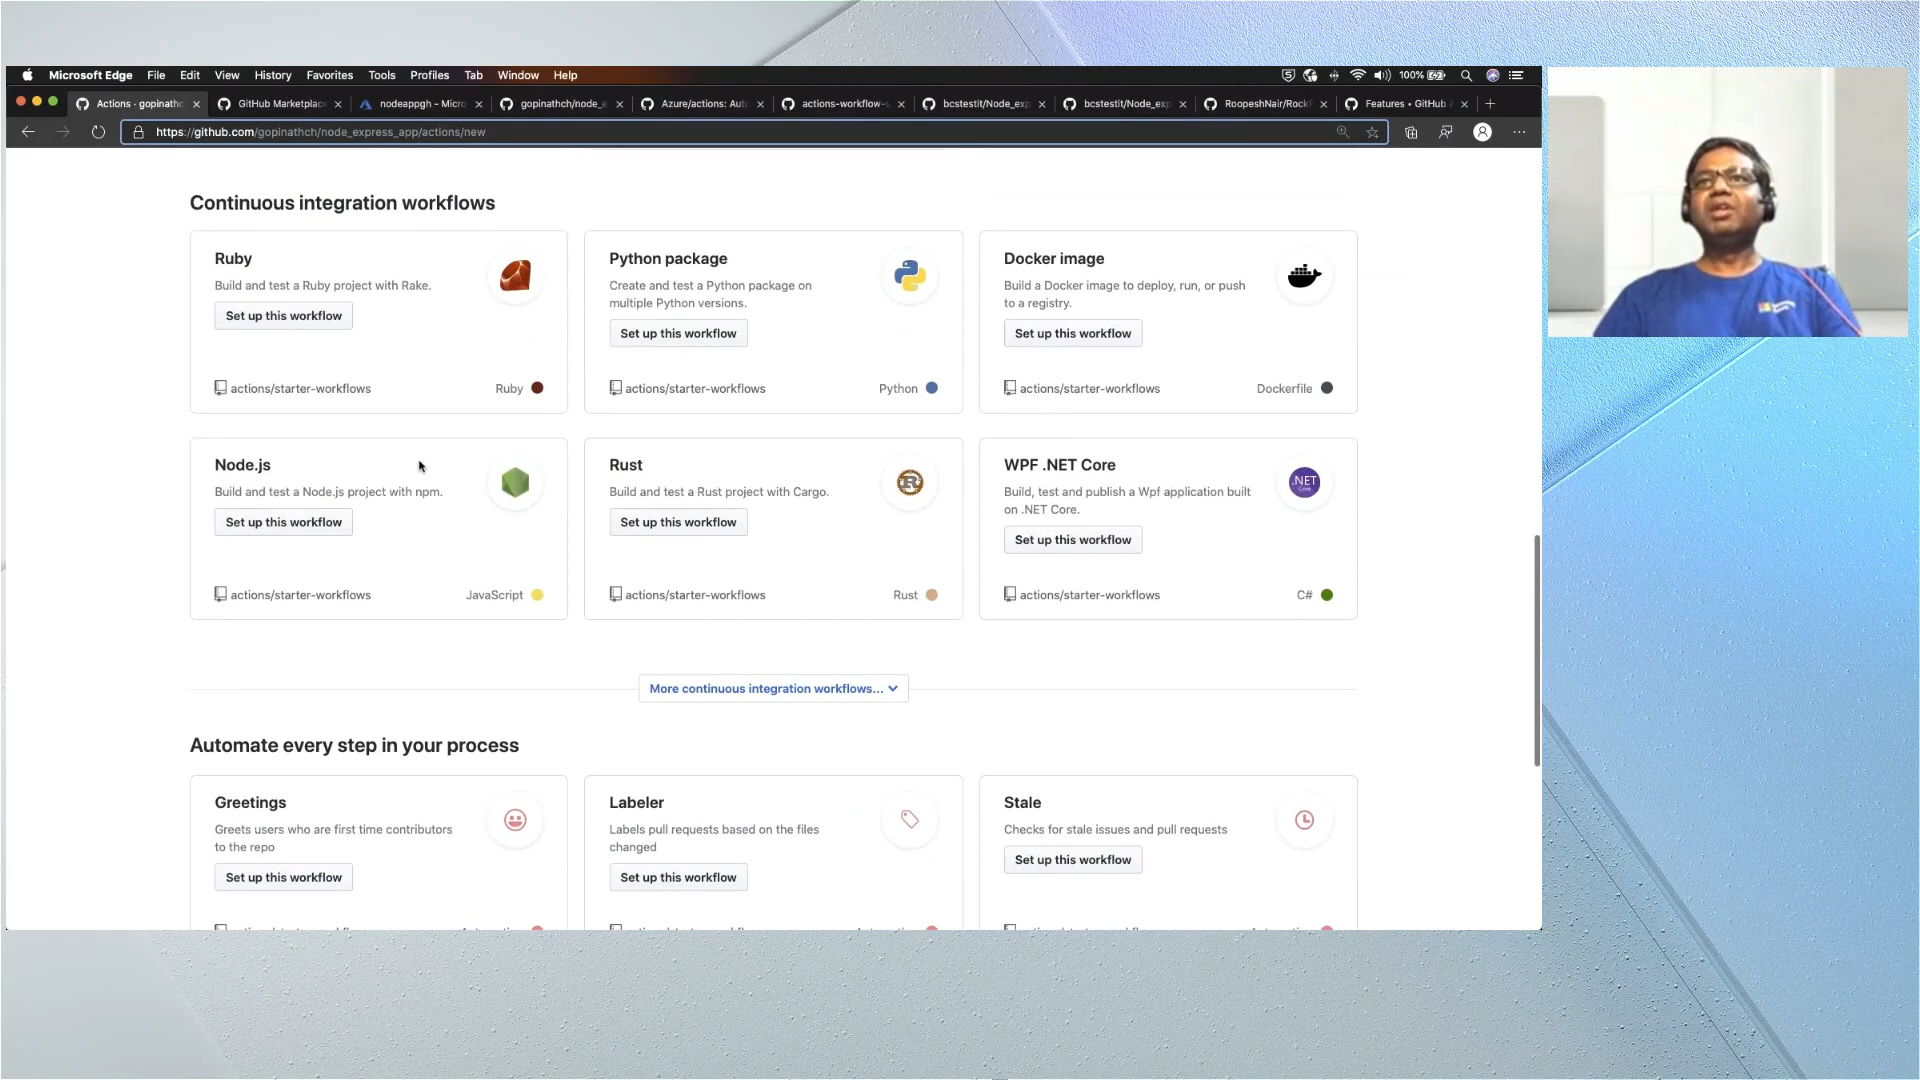 Microsoft Edge File Edit View History Favorites Tools Profiles Tab Window Help 100%
Actions · gopinathc GitHub Marketplace nodeappgh - Micro gopinathch/node_e Azure/actions: Aut actions-workflow-s bcstestit/Node_exp bcstestit/Node_exp RoopeshNair/Rock Features • GitHub
https://github.com/gopinathch/node_express_app/actions/new
Continuous integration workflows
Ruby
Build and test a Ruby project with Rake.
Set up this workflow
actions/starter-workflows Ruby
Python package
Create and test a Python package on
multiple Python versions.
Set up this workflow
actions/starter-workflows Python
Docker image
Build a Docker image to deploy, run, or push
to a registry.
Set up this workflow
actions/starter-workflows Dockerfile
Node.js
Build and test a Node.js project with npm.
Set up this workflow
actions/starter-workflows JavaScript
Rust
Build and test a Rust project with Cargo.
Set up this workflow
actions/starter-workflows Rust
WPF .NET Core
Build, test and publish a Wpf application built
on .NET Core.
.NET
Core
Set up this workflow
actions/starter-workflows C#
More continuous integration workflows...
Automate every step in your process
Greetings
Greets users who are first time contributors
to the repo
Set up this workflow
Labeler
Labels pull requests based on the files
changed
Set up this workflow
Stale
Checks for stale issues and pull requests
Set up this workflow